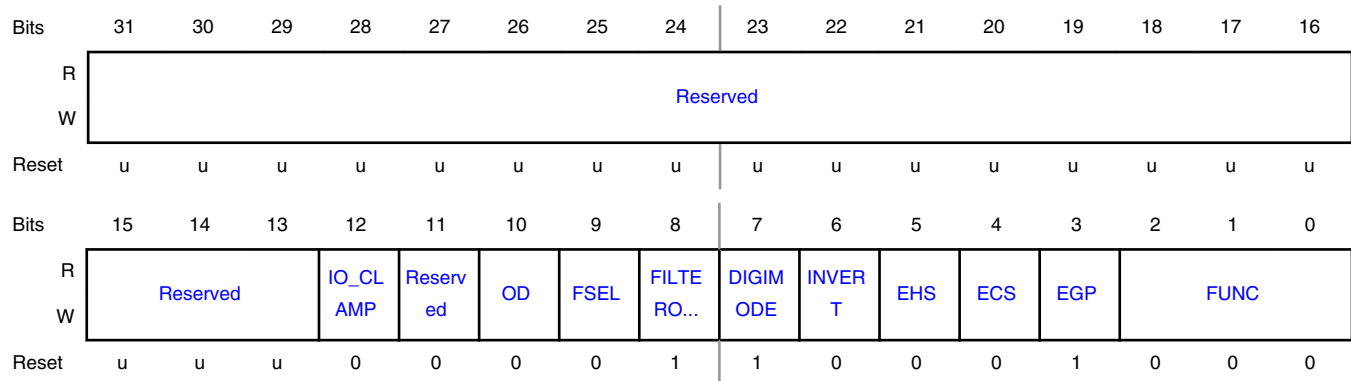 Bits 31 30 29 28 27 26 25 24 23 22 21 20 19 18 17 16
R
Reserved
W
Reset u u u u u u u u u u u u u u u u
Bits 15 14 13 12 11 10 9 8 7 6 5 4 3 2 1 0
R IO_CL Reserv FILTE DIGIM INVER
Reserved OD FSEL EHS ECS EGP FUNC
W AMP ed RO... ODE T
Reset u u u 0 0 0 0 1 1 0 0 0 1 0 0 0